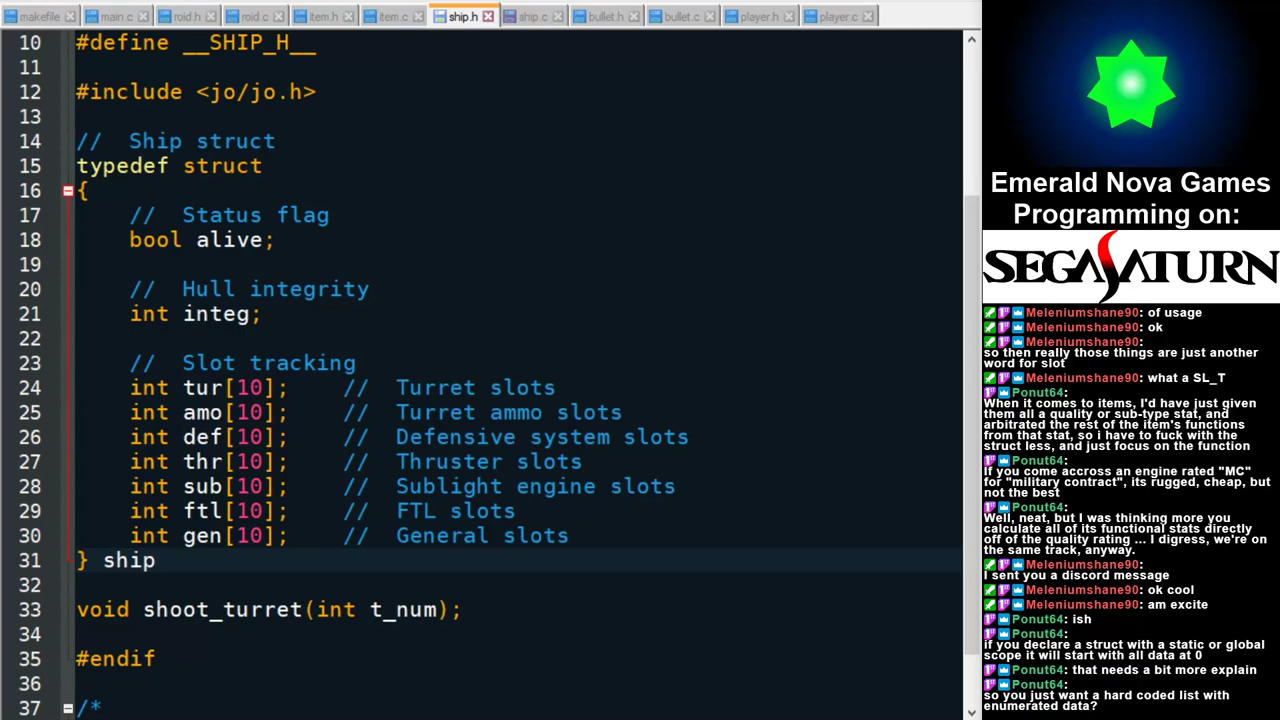 makefile main.c roid.h roid.c item.h item.c ship.h ship.c bullet.h bullet.c player.h player.c
10 #define __SHIP_H__
11
12 #include <jo/jo.h>
13
14 //  Ship struct
15 typedef struct
16 {
17 //  Status flag
18 bool alive;
19
20 //  Hull integrity
21 int integ;
22
23 //  Slot tracking
24 int tur[10]; //  Turret slots
25 int amo[10]; //  Turret ammo slots
26 int def[10]; //  Defensive system slots
27 int thr[10]; //  Thruster slots
28 int sub[10]; //  Sublight engine slots
29 int ftl[10]; //  FTL slots
30 int gen[10]; //  General slots
31 } ship
32
33 void shoot_turret(int t_num);
34
35 #endif
36
37 /*
Emerald Nova Games
Programming on:
SEGA SATURN
Meleniumshane90: of usage
Meleniumshane90: ok
Meleniumshane90:
so then really those things are just another
word for slot
Meleniumshane90: what a SL_T
Ponut64:
When it comes to items, I'd have just given
them all a quality or sub-type stat, and
arbitrated the rest of the item's functions
from that stat, so i have to fuck with the
struct less, and just focus on the function
Ponut64:
If you come accross an engine rated "MC"
for "military contract", its rugged, cheap, but
not the best
Ponut64:
Well, neat, but I was thinking more you
calculate all of its functional stats directly
off of the quality rating ... I digress, we're on
the same track, anyway.
Meleniumshane90:
I sent you a discord message
Meleniumshane90: ok cool
Meleniumshane90: am excite
Ponut64: ish
Ponut64:
if you declare a struct with a static or global
scope it will start with all data at 0
Ponut64: that needs a bit more explain
Ponut64:
so you just want a hard coded list with
enumerated data?